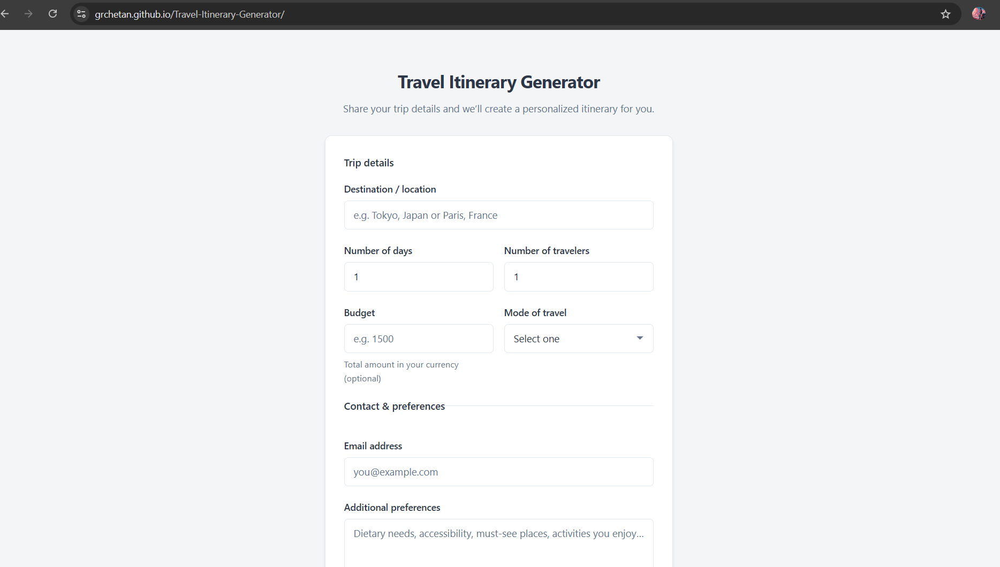 grchetan.github.io/Travel-Itinerary-Generator/
Travel Itinerary Generator
Share your trip details and we’ll create a personalized itinerary for you.
Trip details
Destination / location
e.g. Tokyo, Japan or Paris, France
Number of days
Number of travelers
1
1
Budget
Mode of travel
e.g. 1500
Select one
Total amount in your currency
(optional)
Contact & preferences
Email address
you@example.com
Additional preferences
Dietary needs, accessibility, must-see places, activities you enjoy...